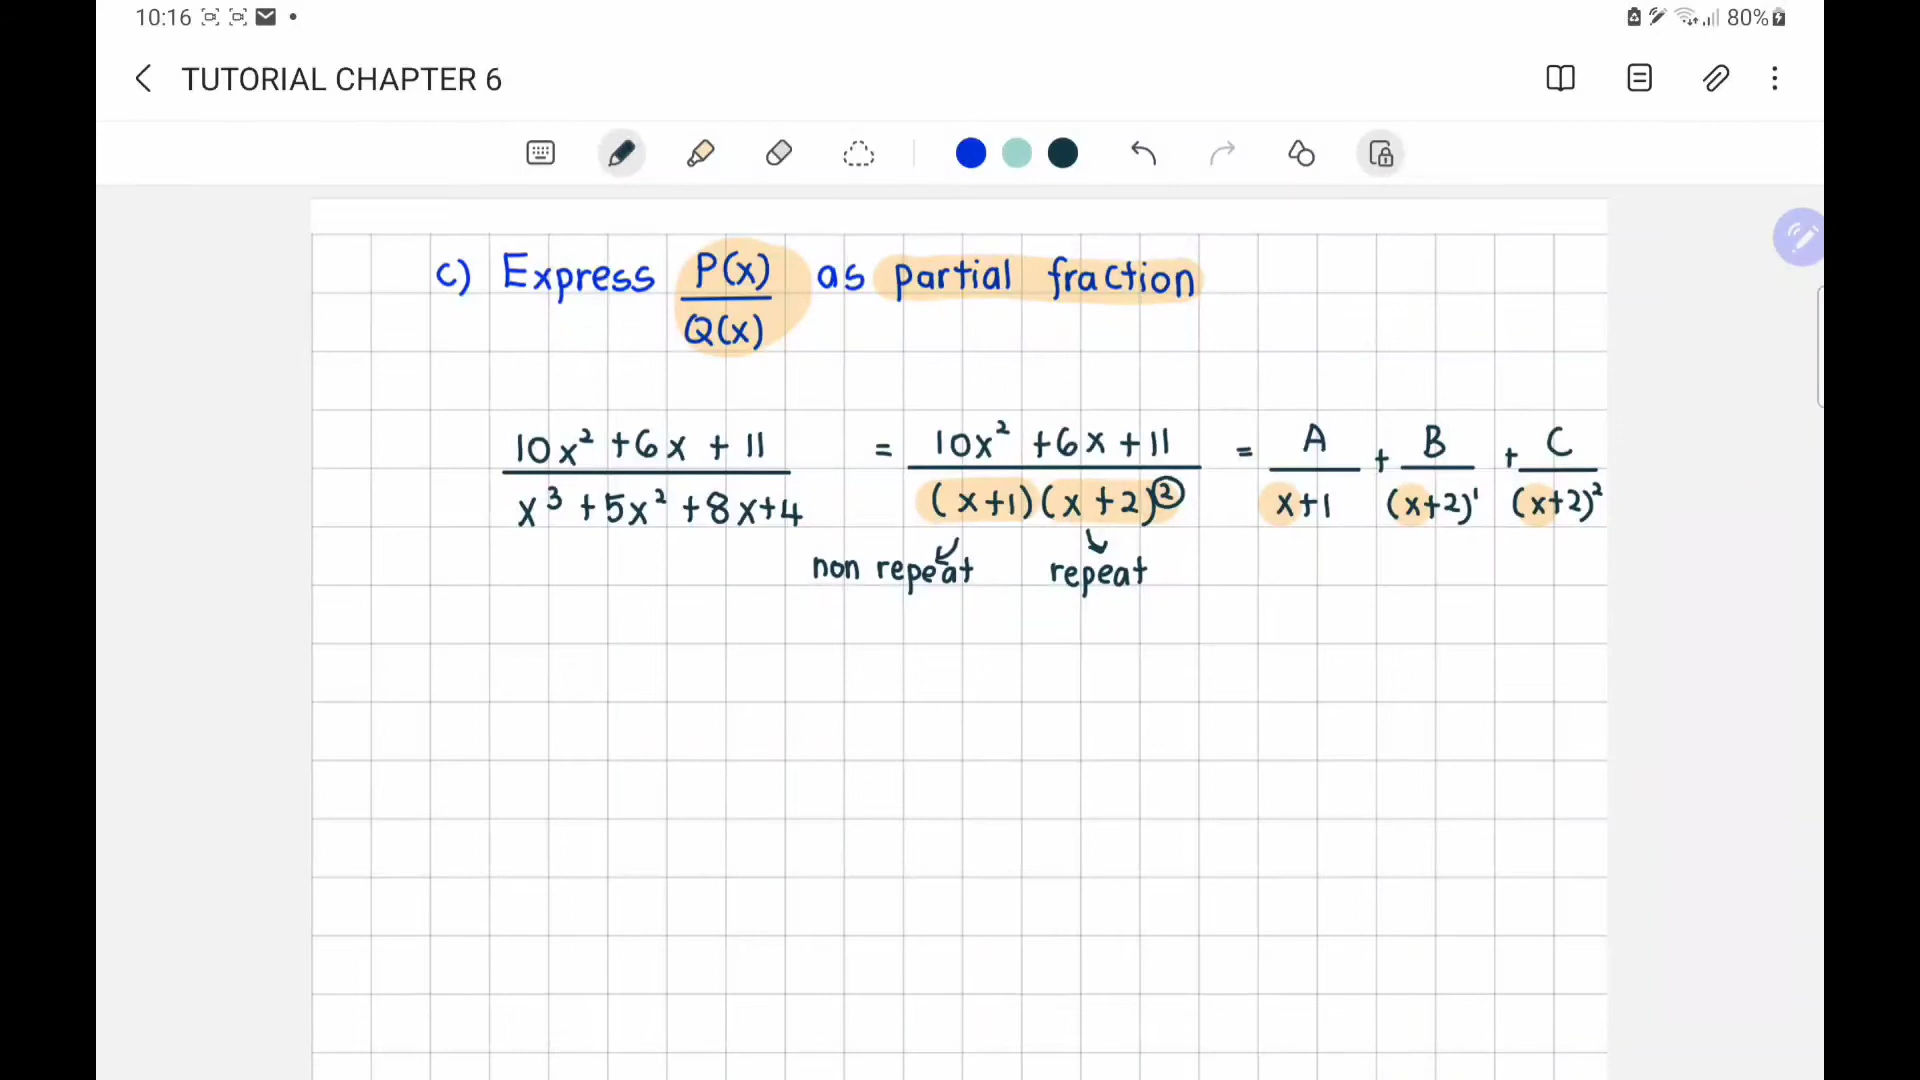 10:16
80%
TUTORIAL CHAPTER 6
c) Express P(x)/Q(x) as partial fraction
10x² + 6x + 11 / x³ + 5x² + 8x + 4 = 10x² + 6x + 11 / (x+1)(x+2)² = A / x+1 + B / (x+2)¹ + C / (x+2)²
non repeat repeat